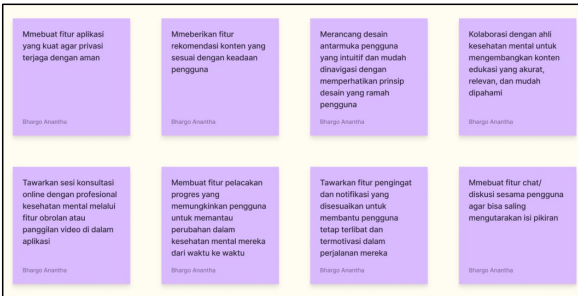 Mmebuat fitur aplikasi
yang kuat agar privasi
terjaga dengan aman
Bhargo Anantha
Mmeberikan fitur
rekomendasi konten yang
sesuai dengan keadaan
pengguna
Bhargo Anantha
Merancang desain
antarmuka pengguna
yang intuitif dan mudah
dinavigasi dengan
memperhatikan prinsip
desain yang ramah
pengguna
Bhargo Anantha
Kolaborasi dengan ahli
kesehatan mental untuk
mengembangkan konten
edukasi yang akurat,
relevan, dan mudah
dipahami
Bhargo Anantha
Tawarkan sesi konsultasi
online dengan profesional
kesehatan mental melalui
fitur obrolan atau
panggilan video di dalam
aplikasi
Bhargo Anantha
Membuat fitur pelacakan
progres yang
memungkinkan pengguna
untuk memantau
perubahan dalam
kesehatan mental mereka
dari waktu ke waktu
Bhargo Anantha
Tawarkan fitur pengingat
dan notifikasi yang
disesuaikan untuk
membantu pengguna
tetap terlibat dan
termotivasi dalam
perjalanan mereka
Bhargo Anantha
Mmebuat fitur chat/
diskusi sesama pengguna
agar bisa saling
mengutarakan isi pikiran
Bhargo Anantha